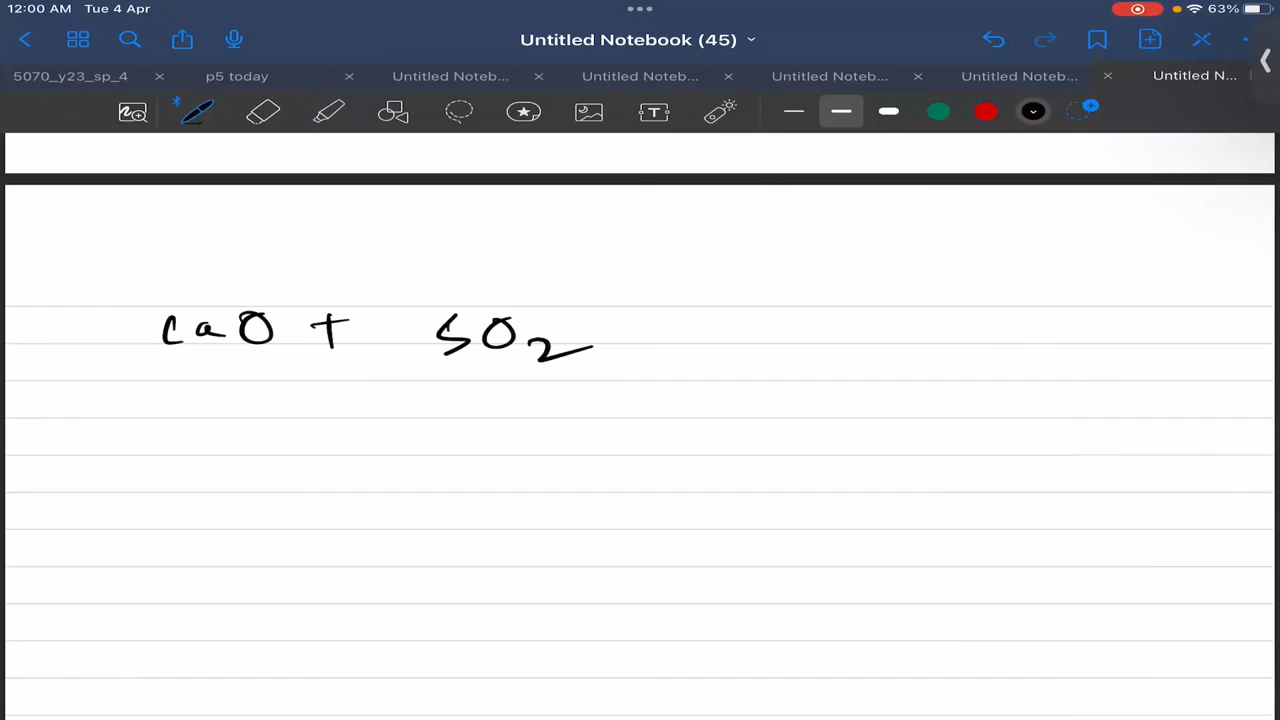 12:00 AM Tue 4 Apr 63%
Untitled Notebook (45)
5070_y23_sp_4 p5 today Untitled Noteb... Untitled Noteb... Untitled Noteb... Untitled Noteb... Untitled N...
CaO + SO₂